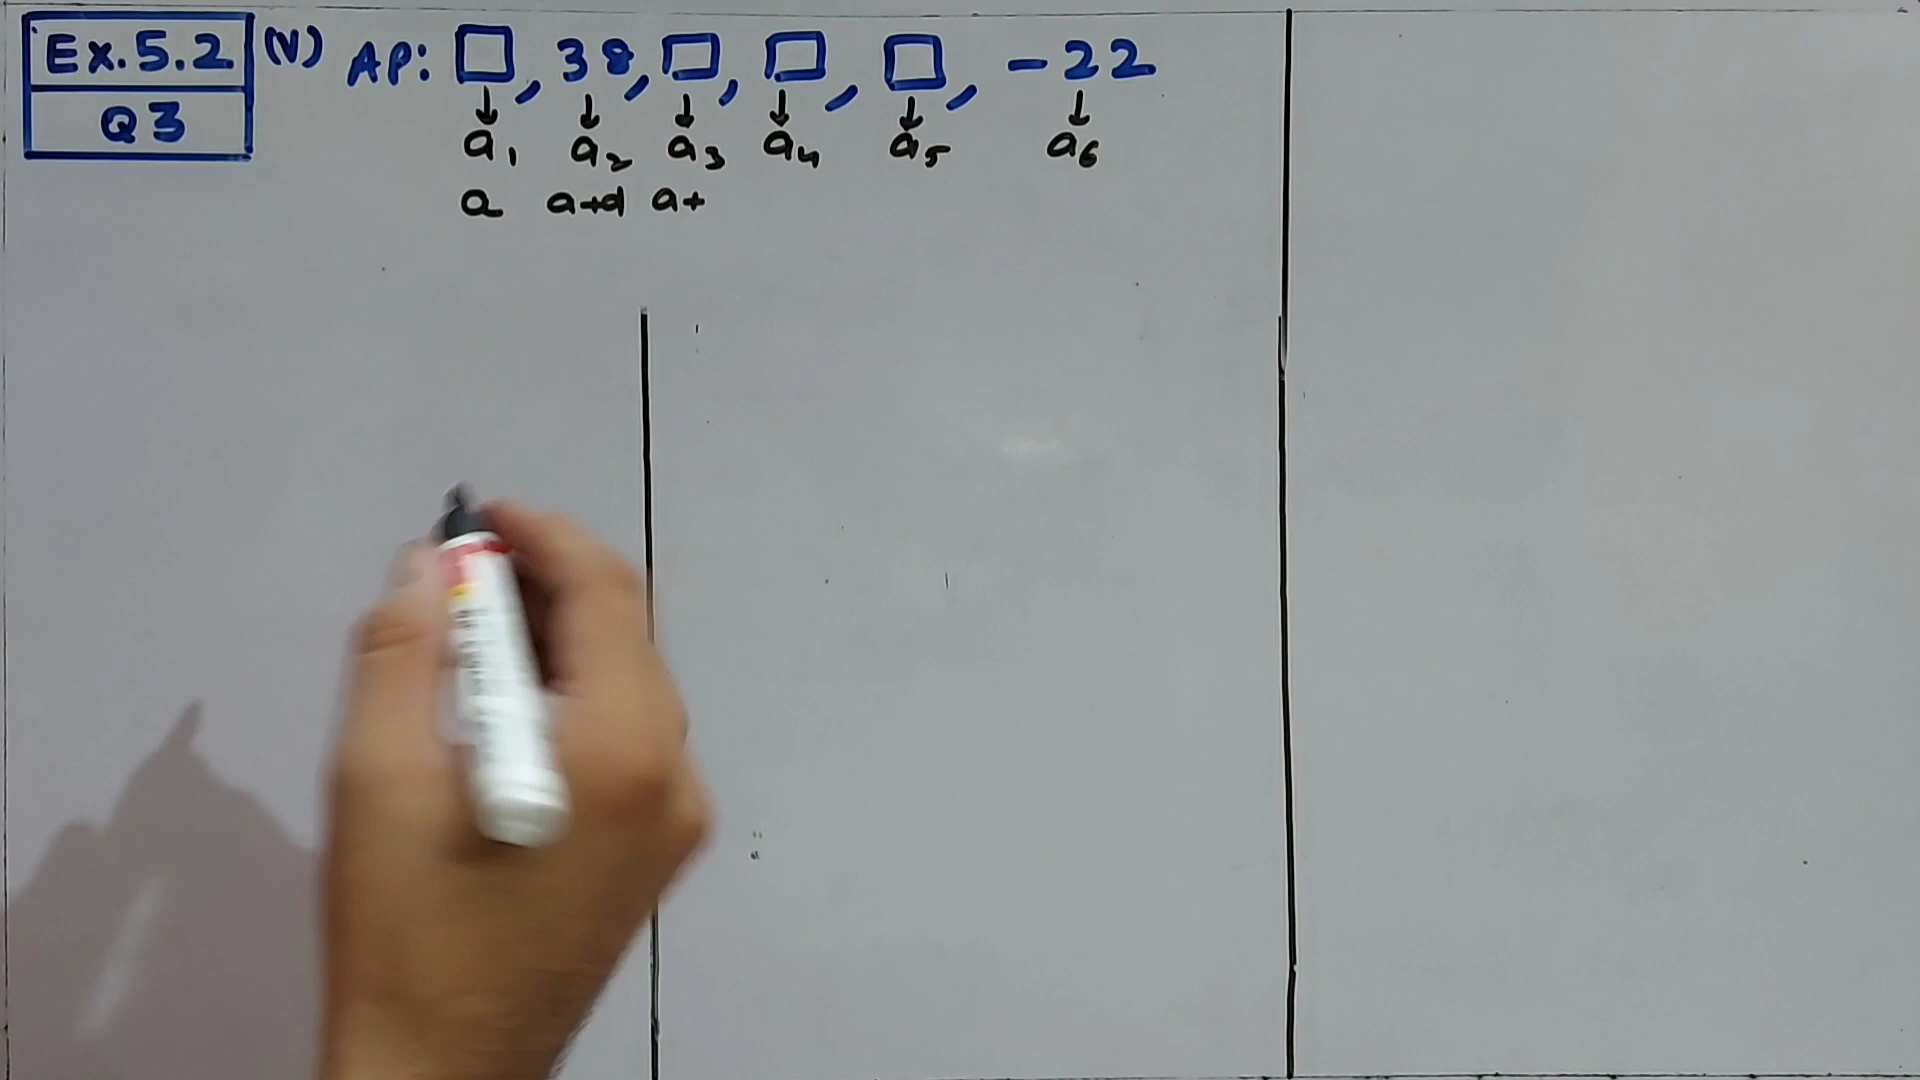 Ex. 5.2 (V) AP: □, 38, □, □, □, -22
Q3
↓ ↓ ↓ ↓ ↓ ↓
a₁ a₂ a₃ a₄ a₅ a₆
a a+d a+